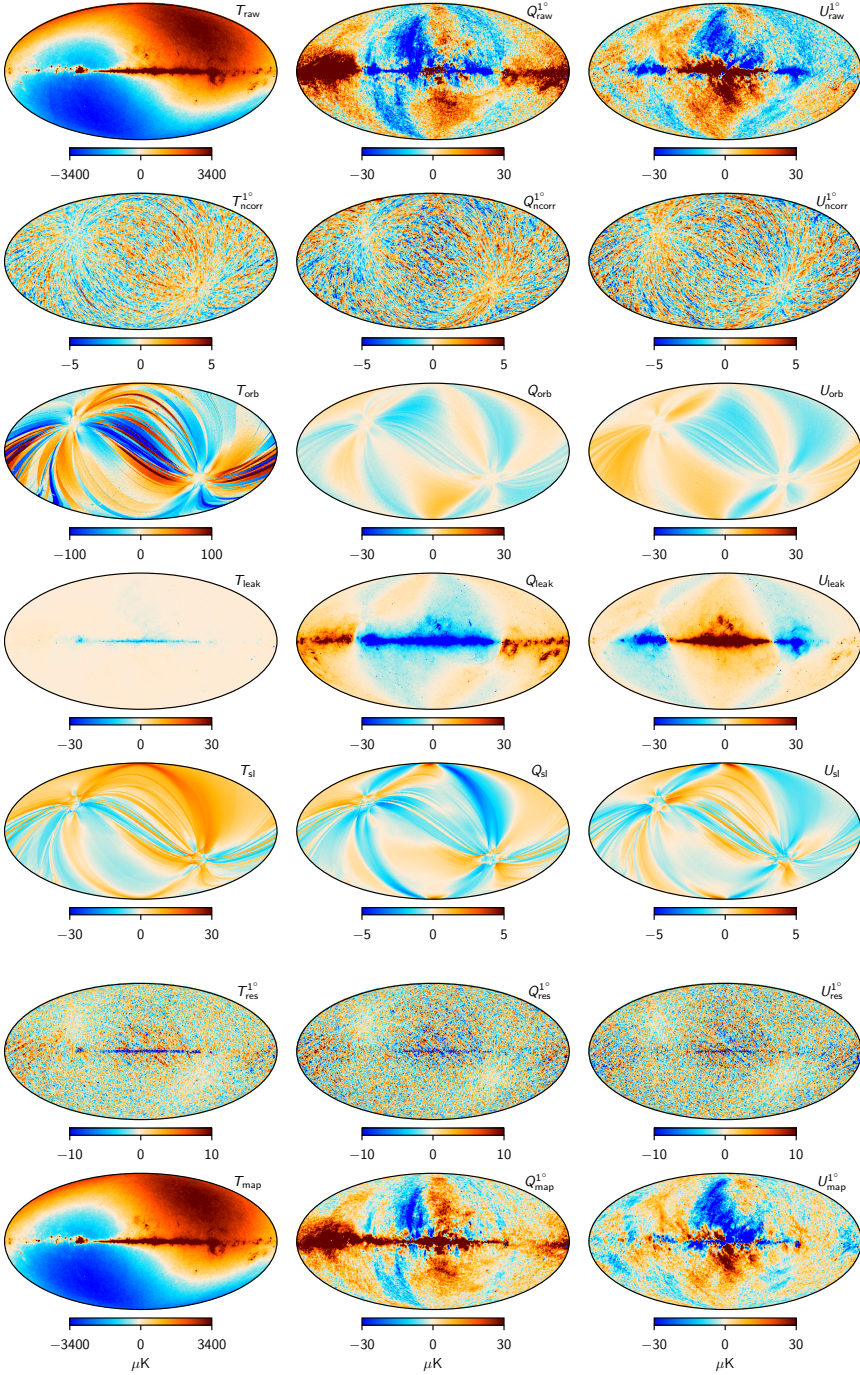 T_raw Q_raw^1° U_raw^1°
−3400 0 3400 −30 0 30 −30 0 30
T_ncorr^1° Q_ncorr^1° U_ncorr^1°
−5 0 5 −5 0 5 −5 0 5
T_orb Q_orb U_orb
−100 0 100 −30 0 30 −30 0 30
T_leak Q_leak U_leak
−30 0 30 −30 0 30 −30 0 30
T_sl Q_sl U_sl
−30 0 30 −5 0 5 −5 0 5
T_res^1° Q_res^1° U_res^1°
−10 0 10 −10 0 10 −10 0 10
T_map Q_map^1° U_map^1°
−3400 0 3400 −30 0 30 −30 0 30
μK μK μK